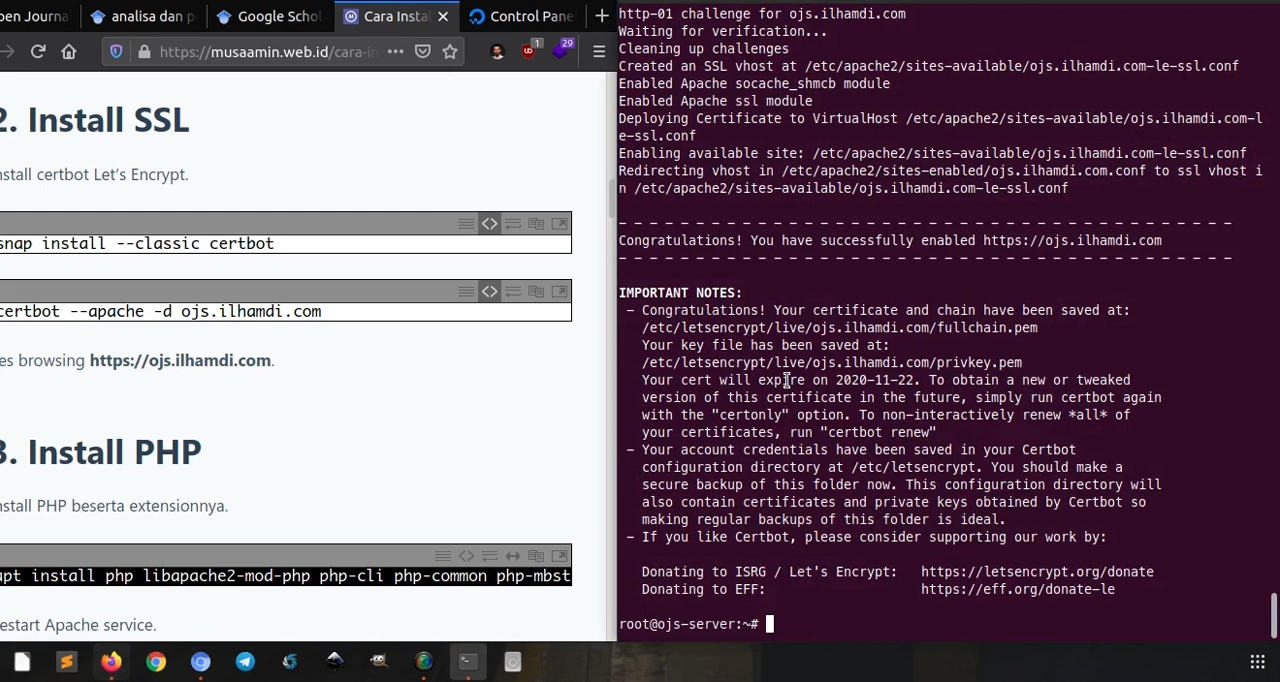 pen Journa
analisa dan p
Google Scho
Cara Instal
Control Pane
https://musaamin.web.id/cara-in
1
29
2. Install SSL
nstall certbot Let's Encrypt.
snap install --classic certbot
certbot --apache -d ojs.ilhamdi.com
es browsing https://ojs.ilhamdi.com.
3. Install PHP
nstall PHP beserta extensionnya.
apt install php libapache2-mod-php php-cli php-common php-mbst
estart Apache service.
http-01 challenge for ojs.ilhamdi.com
Waiting for verification...
Cleaning up challenges
Created an SSL vhost at /etc/apache2/sites-available/ojs.ilhamdi.com-le-ssl.conf
Enabled Apache socache_shmcb module
Enabled Apache ssl module
Deploying Certificate to VirtualHost /etc/apache2/sites-available/ojs.ilhamdi.com-l
e-ssl.conf
Enabling available site: /etc/apache2/sites-available/ojs.ilhamdi.com-le-ssl.conf
Redirecting vhost in /etc/apache2/sites-enabled/ojs.ilhamdi.com.conf to ssl vhost i
n /etc/apache2/sites-available/ojs.ilhamdi.com-le-ssl.conf
- - - - - - - - - - - - - - - - - - - - - - - - - - - - - - - - - - - - - - - -
Congratulations! You have successfully enabled https://ojs.ilhamdi.com
- - - - - - - - - - - - - - - - - - - - - - - - - - - - - - - - - - - - - - - -
IMPORTANT NOTES:
- Congratulations! Your certificate and chain have been saved at:
/etc/letsencrypt/live/ojs.ilhamdi.com/fullchain.pem
Your key file has been saved at:
/etc/letsencrypt/live/ojs.ilhamdi.com/privkey.pem
Your cert will expire on 2020-11-22. To obtain a new or tweaked
version of this certificate in the future, simply run certbot again
with the "certonly" option. To non-interactively renew *all* of
your certificates, run "certbot renew"
- Your account credentials have been saved in your Certbot
configuration directory at /etc/letsencrypt. You should make a
secure backup of this folder now. This configuration directory will
also contain certificates and private keys obtained by Certbot so
making regular backups of this folder is ideal.
- If you like Certbot, please consider supporting our work by:
Donating to ISRG / Let's Encrypt: https://letsencrypt.org/donate
Donating to EFF: https://eff.org/donate-le
root@ojs-server:~#